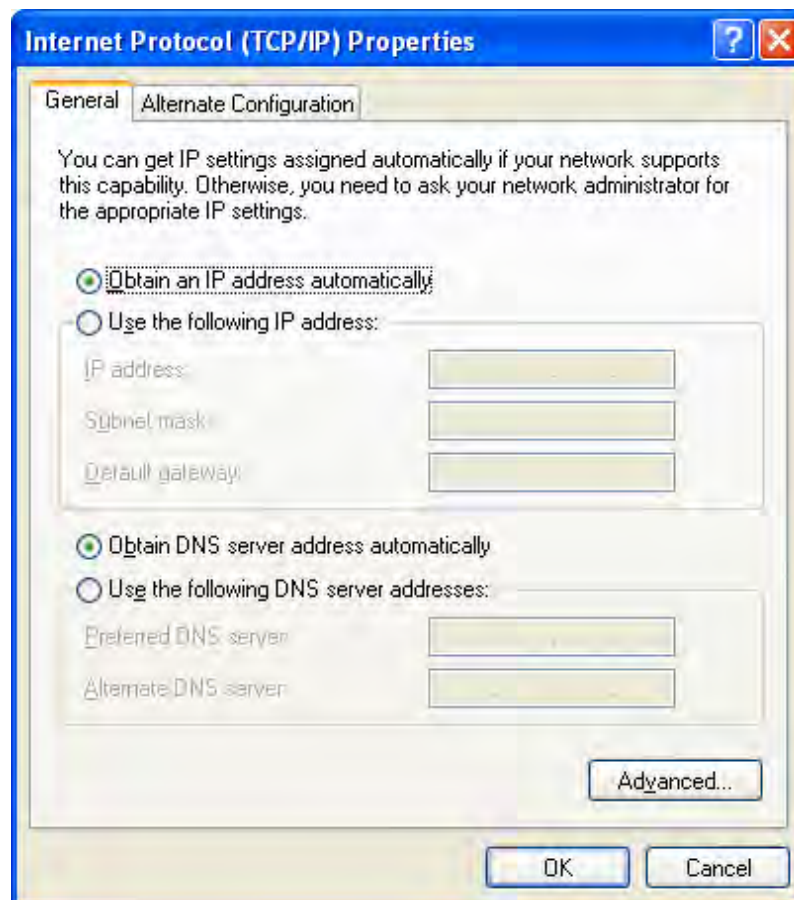 Internet Protocol (TCP/IP) Properties
General
Alternate Configuration
You can get IP settings assigned automatically if your network supports
this capability. Otherwise, you need to ask your network administrator for
the appropriate IP settings.
Obtain an IP address automatically
Use the following IP address:
IP address:
Subnet mask:
Default gateway:
Obtain DNS server address automatically
Use the following DNS server addresses:
Preferred DNS server:
Alternate DNS server:
Advanced...
OK
Cancel